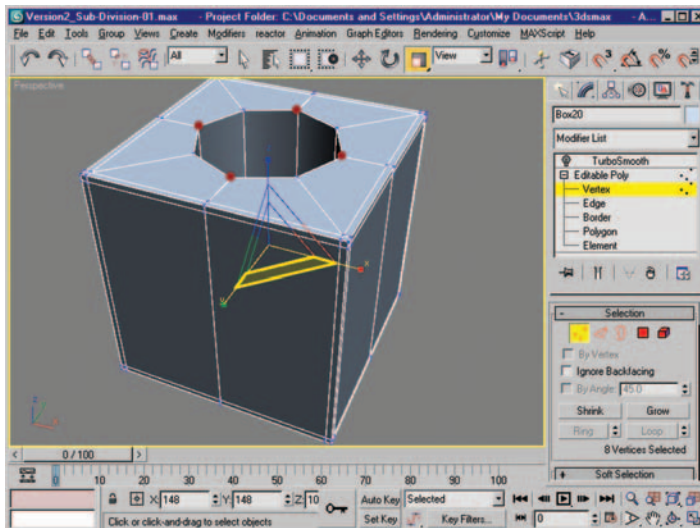 Version2_Sub-Division-01.max - Project Folder: C:\Documents and Settings\Administrator\My Documents\3dsmax - A...
File Edit Tools Group Views Create Modifiers reactor Animation Graph Editors Rendering Customize MAXScript Help
All View
Perspective
Box20
Modifier List
TurboSmooth
Editable Poly
Vertex
Edge
Border
Polygon
Element
Selection
By Vertex
Ignore Backfacing
By Angle: 45.0
Shrink Grow
Ring Loop
8 Vertices Selected
Soft Selection
0 / 100
0 10 20 30 40 50 60 70 80 90 100
X: 148 Y: 148 Z: 10 Auto Key Selected
Click or click-and-drag to select objects Set Key Key Filters... 0